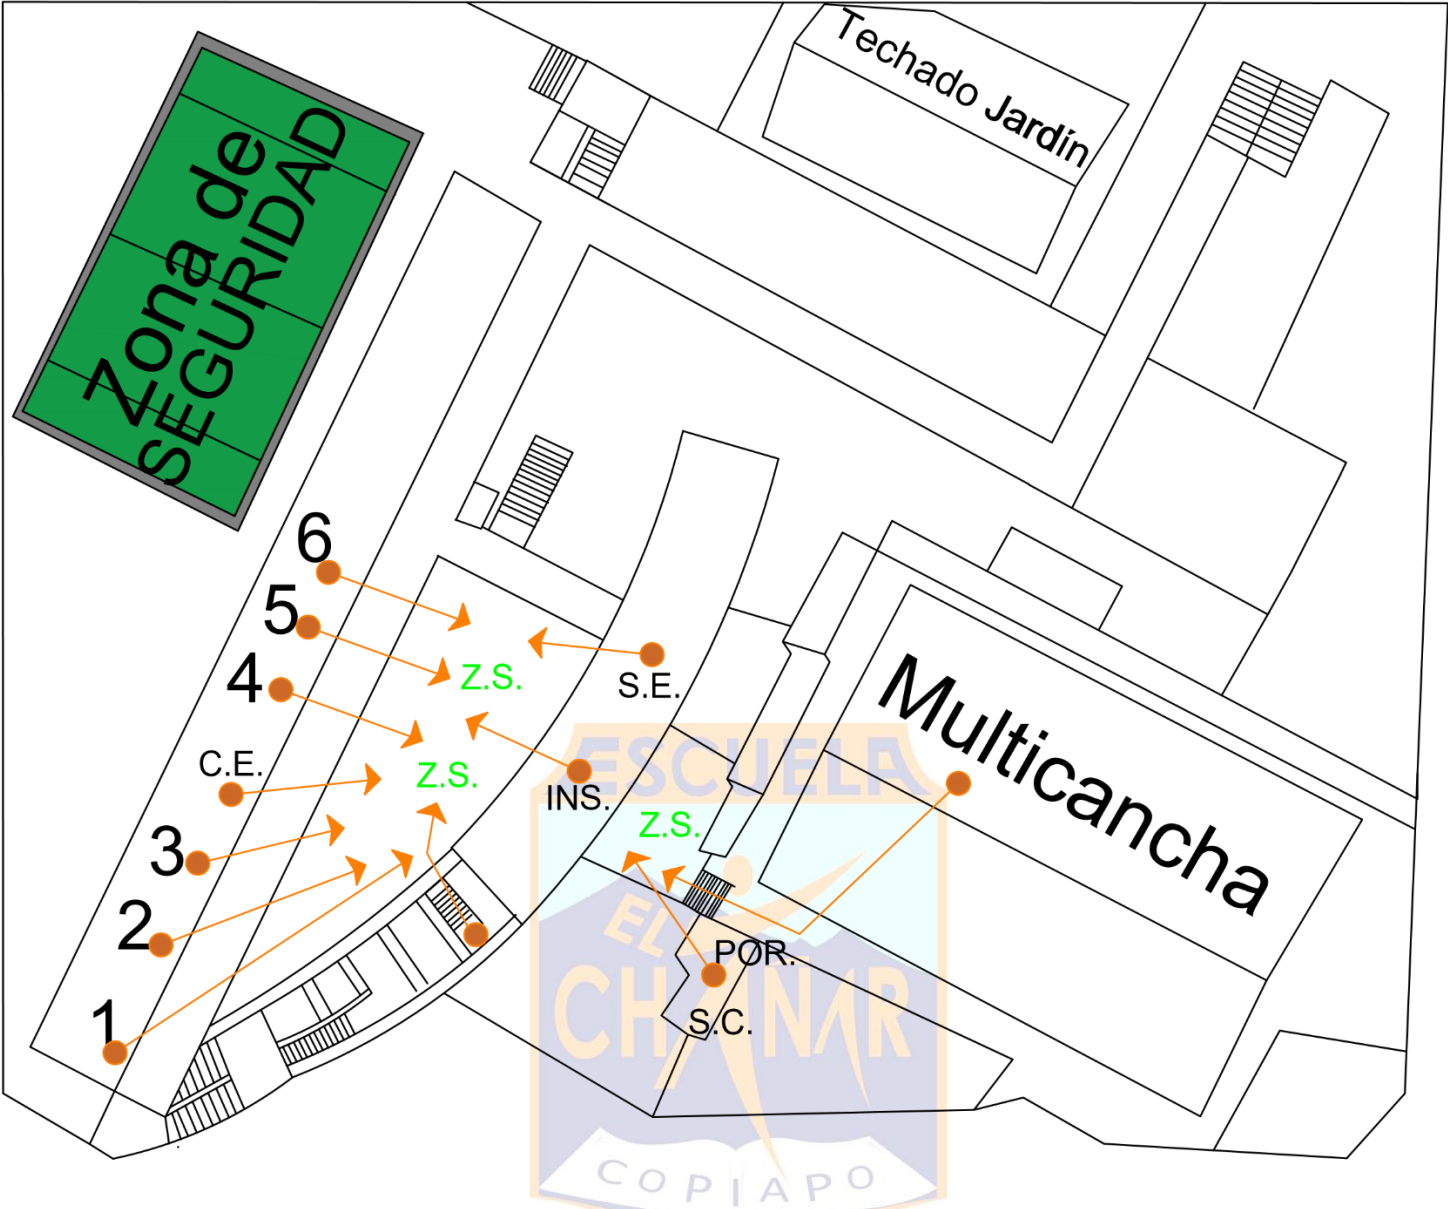 Techado Jardín
Zona de
SEGURIDAD
6
5
4
Z.S.
S.E.
C.E.
Z.S.
INS.
Multicancha
3
Z.S.
2
POR.
1
S.C.
ESCUELA
EL
CHAÑAR
COPIAPO